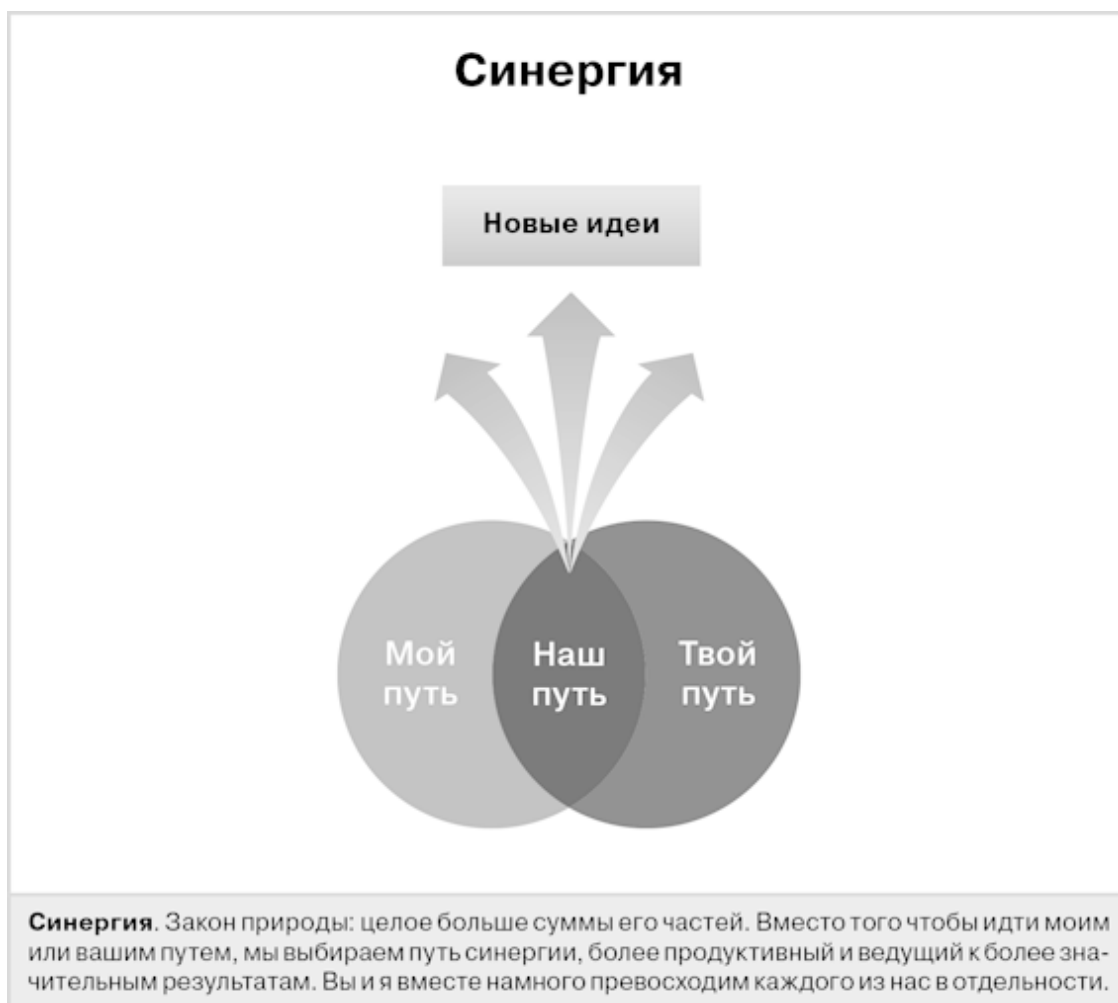 Синергия
Новые идеи
Мой
путь
Наш
путь
Твой
путь
Синергия. Закон природы: целое больше суммы его частей. Вместо того чтобы идти моим
или вашим путем, мы выбираем путь синергии, более продуктивный и ведущий к более зна-
чительным результатам. Вы и я вместе намного превосходим каждого из нас в отдельности.